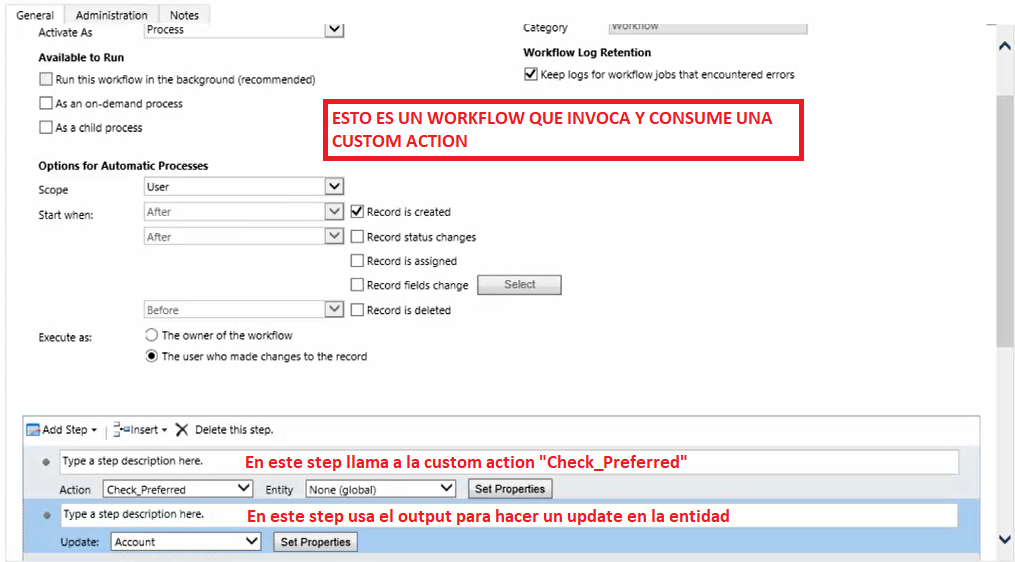 General Administration Notes
Activate As Process Category Workflow
Available to Run Workflow Log Retention
Run this workflow in the background (recommended) Keep logs for workflow jobs that encountered errors
As an on-demand process
As a child process
ESTO ES UN WORKFLOW QUE INVOCA Y CONSUME UNA
CUSTOM ACTION
Options for Automatic Processes
Scope User
Start when: After Record is created
After Record status changes
Record is assigned
Record fields change Select
Before Record is deleted
Execute as: The owner of the workflow
The user who made changes to the record
Add Step Insert Delete this step.
Type a step description here. En este step llama a la custom action "Check_Preferred"
Action Check_Preferred Entity None (global) Set Properties
Type a step description here. En este step usa el output para hacer un update en la entidad
Update: Account Set Properties